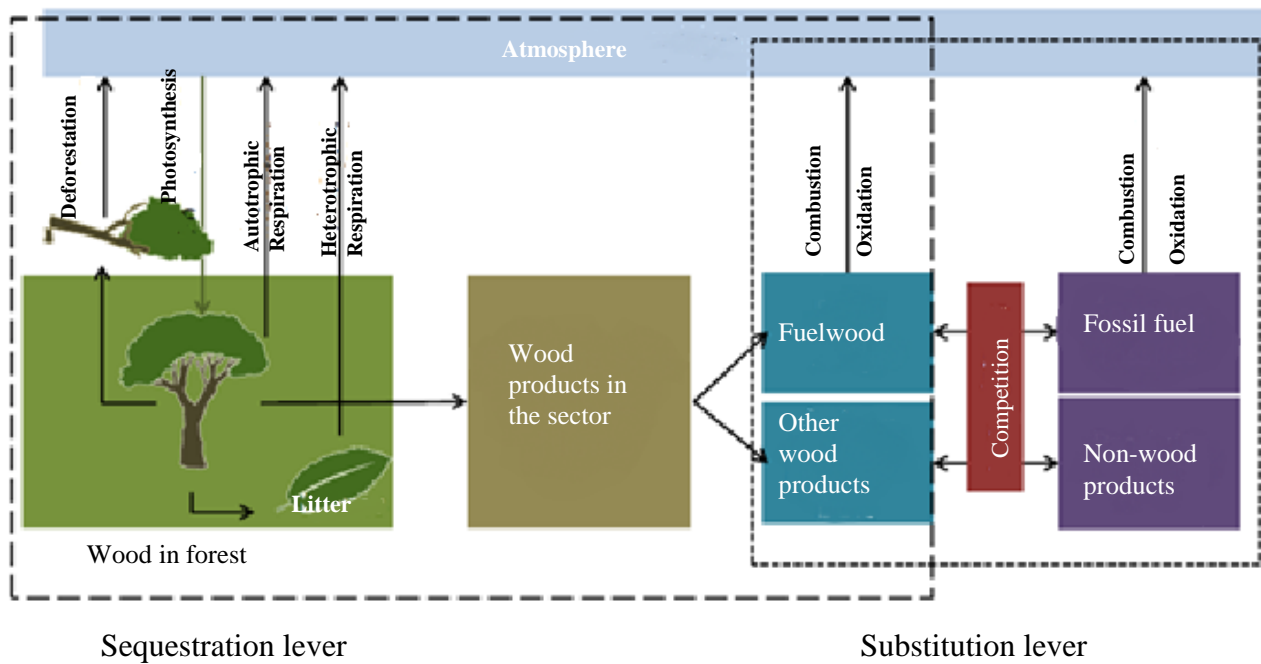 Atmosphere
Deforestation
Photosynthesis
Autotrophic
Respiration
Heterotrophic
Respiration
Combustion
Oxidation
Combustion
Oxidation
Wood
products in
the sector
Fuelwood
Other
wood
products
Competition
Fossil fuel
Non-wood
products
Litter
Wood in forest
Sequestration lever
Substitution lever